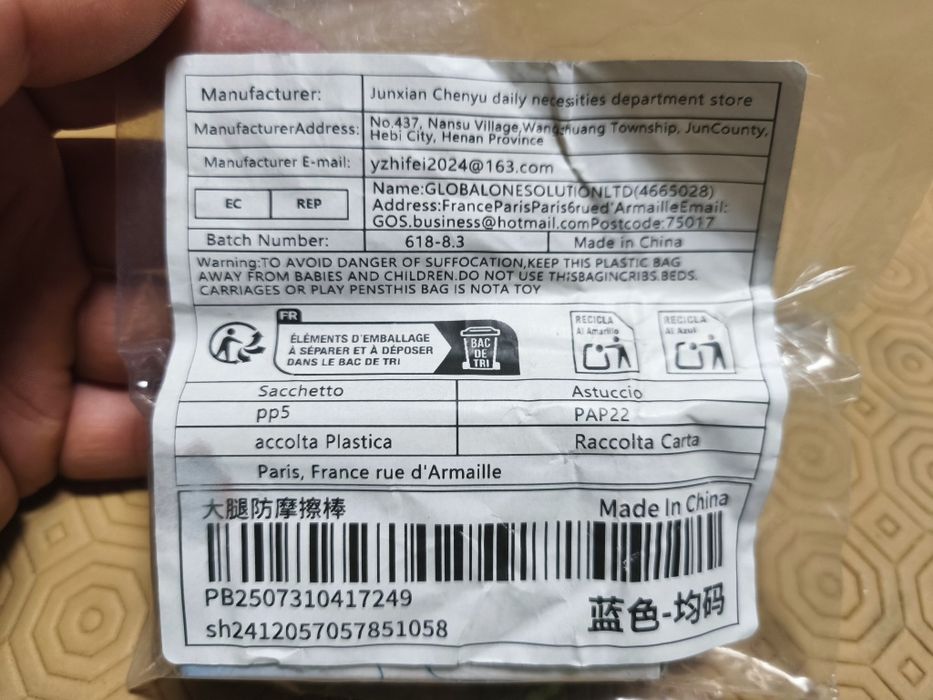 Manufacturer: Junxian Chenyu daily necessities department store
ManufacturerAddress: No.437, Nansu Village,Wangzhuang Township, JunCounty,
Hebi City, Henan Province
Manufacturer E-mail: yzhifei2024@163.com
EC REP
Name:GLOBALONESOLUTIONLTD(4665028)
Address:FranceParisParis6rued'ArmailleEmail:
GOS.business@hotmail.comPostcode:75017
Batch Number: 618-8.3 Made in China
Warning:TO AVOID DANGER OF SUFFOCATION,KEEP THIS PLASTIC BAG
AWAY FROM BABIES AND CHILDREN.DO NOT USE THISBAGINCRIBS.BEDS.
CARRIAGES OR PLAY PENSTHIS BAG IS NOTA TOY
FR
ÉLÉMENTS D'EMBALLAGE
À SÉPARER ET À DÉPOSER
DANS LE BAC DE TRI
BAC
DE
TRI
RECICLA
Al Amarillo
RECICLA
Al Azul
Sacchetto Astuccio
pp5 PAP22
accolta Plastica Raccolta Carta
Paris, France rue d'Armaille
大腿防摩擦棒 Made In China
PB2507310417249
sh2412057057851058
蓝色-均码